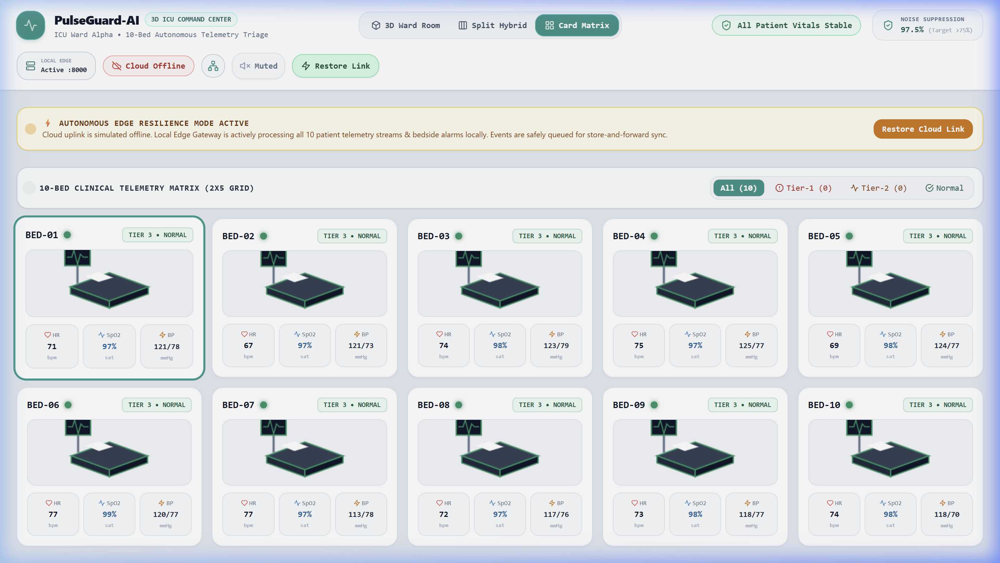 PulseGuard-AI 3D ICU COMMAND CENTER
ICU Ward Alpha • 10-Bed Autonomous Telemetry Triage
3D Ward Room Split Hybrid Card Matrix
All Patient Vitals Stable
NOISE SUPPRESSION
97.5% (Target >75%)
LOCAL EDGE
Active :8000
Cloud Offline
Muted
Restore Link
AUTONOMOUS EDGE RESILIENCE MODE ACTIVE
Cloud uplink is simulated offline. Local Edge Gateway is actively processing all 10 patient telemetry streams & bedside alarms locally. Events are safely queued for store-and-forward sync.
Restore Cloud Link
10-BED CLINICAL TELEMETRY MATRIX (2X5 GRID)
All (10) Tier-1 (0) Tier-2 (0) Normal
BED-01 TIER 3 • NORMAL
HR SpO2 BP
71 97% 121/78
bpm sat mmHg
BED-02 TIER 3 • NORMAL
HR SpO2 BP
67 97% 121/73
bpm sat mmHg
BED-03 TIER 3 • NORMAL
HR SpO2 BP
74 98% 123/79
bpm sat mmHg
BED-04 TIER 3 • NORMAL
HR SpO2 BP
75 97% 125/77
bpm sat mmHg
BED-05 TIER 3 • NORMAL
HR SpO2 BP
69 98% 124/77
bpm sat mmHg
BED-06 TIER 3 • NORMAL
HR SpO2 BP
77 99% 120/77
bpm sat mmHg
BED-07 TIER 3 • NORMAL
HR SpO2 BP
77 97% 113/78
bpm sat mmHg
BED-08 TIER 3 • NORMAL
HR SpO2 BP
72 97% 117/76
bpm sat mmHg
BED-09 TIER 3 • NORMAL
HR SpO2 BP
73 98% 118/77
bpm sat mmHg
BED-10 TIER 3 • NORMAL
HR SpO2 BP
74 98% 118/70
bpm sat mmHg